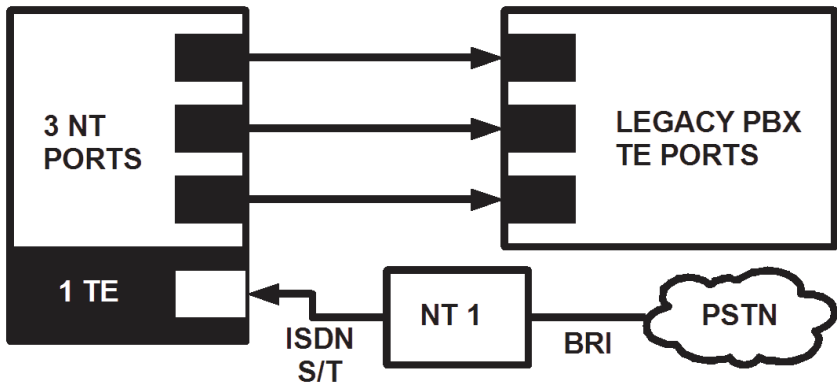 3 NT
PORTS
LEGACY PBX
TE PORTS
1 TE
NT 1
PSTN
ISDN
S/T
BRI